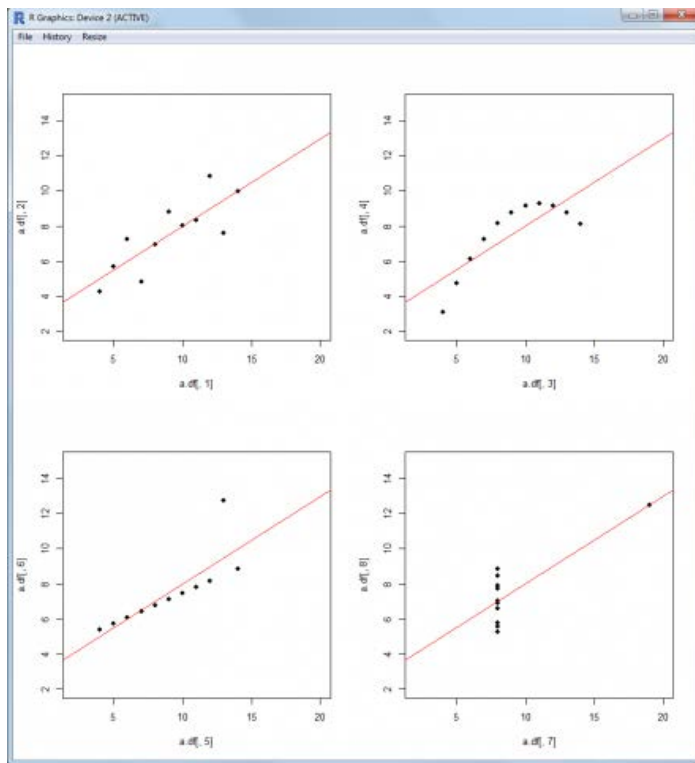 R Graphics: Device 2 (ACTIVE)
File History Resize
a.df[, 2]
14
12
10
8
6
4
2
5 10 15 20
a.df[, 1]
a.df[, 4]
14
12
10
8
6
4
2
5 10 15 20
a.df[, 3]
a.df[, 6]
14
12
10
8
6
4
2
5 10 15 20
a.df[, 5]
a.df[, 8]
14
12
10
8
6
4
2
5 10 15 20
a.df[, 7]